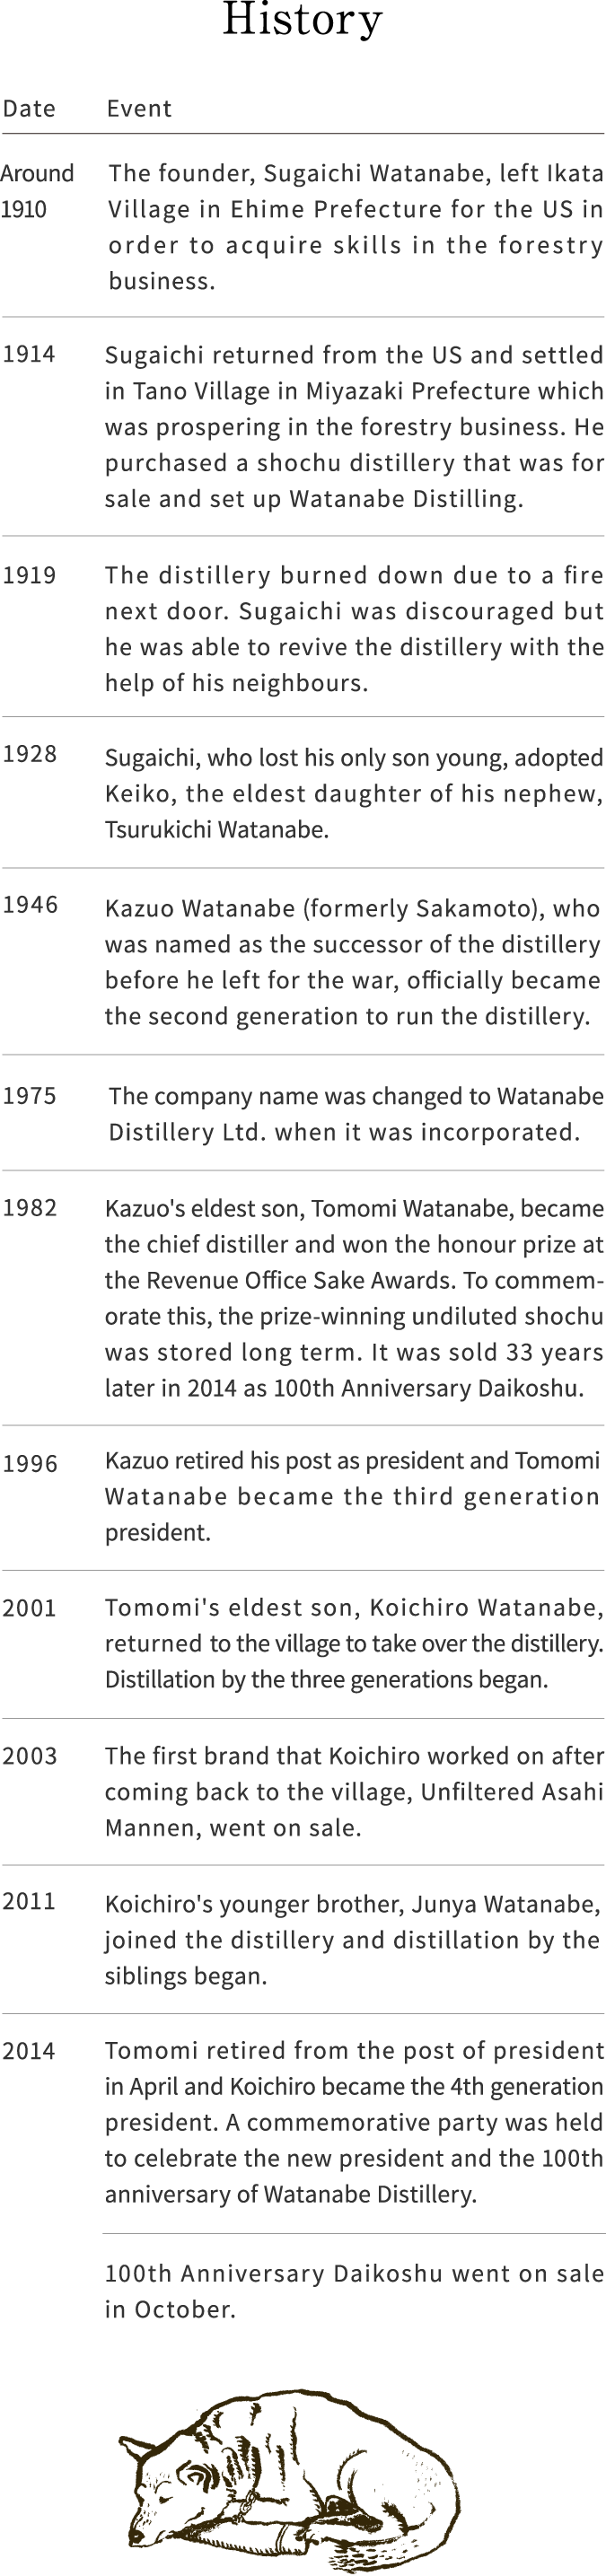 History
Date Event
Around The founder, Sugaichi Watanabe, left Ikata
1910 Village in Ehime Prefecture for the US in
order to acquire skills in the forestry
business.
1914 Sugaichi returned from the US and settled
in Tano Village in Miyazaki Prefecture which
was prospering in the forestry business. He
purchased a shochu distillery that was for
sale and set up Watanabe Distilling.
1919 The distillery burned down due to a fire
next door. Sugaichi was discouraged but
he was able to revive the distillery with the
help of his neighbours.
1928 Sugaichi, who lost his only son young, adopted
Keiko, the eldest daughter of his nephew,
Tsurukichi Watanabe.
1946 Kazuo Watanabe (formerly Sakamoto), who
was named as the successor of the distillery
before he left for the war, officially became
the second generation to run the distillery.
1975 The company name was changed to Watanabe
Distillery Ltd. when it was incorporated.
1982 Kazuo's eldest son, Tomomi Watanabe, became
the chief distiller and won the honour prize at
the Revenue Office Sake Awards. To commem-
orate this, the prize-winning undiluted shochu
was stored long term. It was sold 33 years
later in 2014 as 100th Anniversary Daikoshu.
1996 Kazuo retired his post as president and Tomomi
Watanabe became the third generation
president.
2001 Tomomi's eldest son, Koichiro Watanabe,
returned to the village to take over the distillery.
Distillation by the three generations began.
2003 The first brand that Koichiro worked on after
coming back to the village, Unfiltered Asahi
Mannen, went on sale.
2011 Koichiro's younger brother, Junya Watanabe,
joined the distillery and distillation by the
siblings began.
2014 Tomomi retired from the post of president
in April and Koichiro became the 4th generation
president. A commemorative party was held
to celebrate the new president and the 100th
anniversary of Watanabe Distillery.
100th Anniversary Daikoshu went on sale
in October.